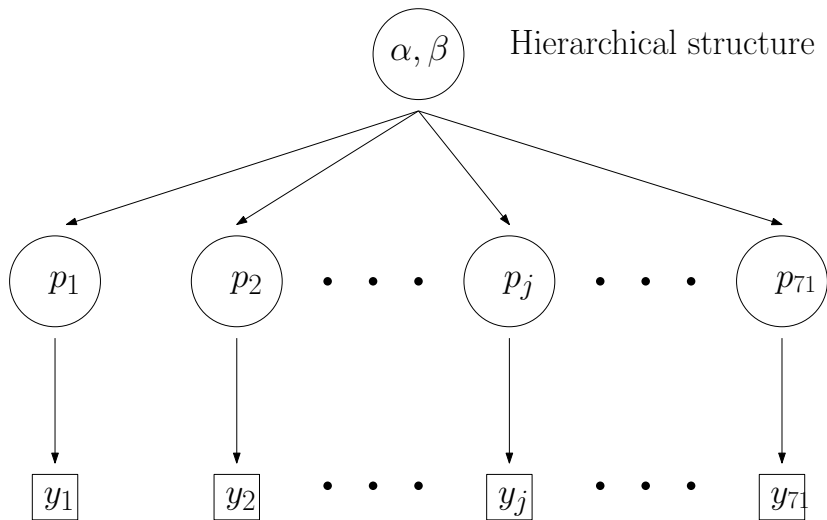 α, β Hierarchical structure
p₁ p₂ • • • pⱼ • • • p₇₁
y₁ y₂ • • • yⱼ • • • y₇₁